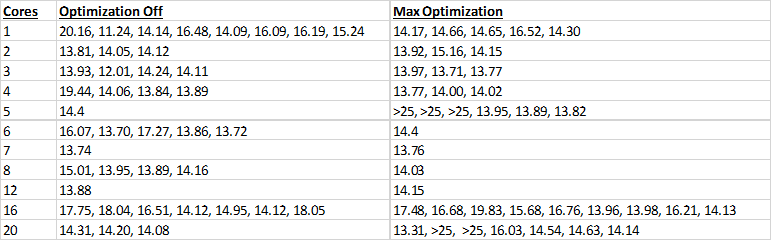 Cores Optimization Off Max Optimization
1 20.16, 11.24, 14.14, 16.48, 14.09, 16.09, 16.19, 15.24 14.17, 14.66, 14.65, 16.52, 14.30
2 13.81, 14.05, 14.12 13.92, 15.16, 14.15
3 13.93, 12.01, 14.24, 14.11 13.97, 13.71, 13.77
4 19.44, 14.06, 13.84, 13.89 13.77, 14.00, 14.02
5 14.4 >25, >25, >25, 13.95, 13.89, 13.82
6 16.07, 13.70, 17.27, 13.86, 13.72 14.4
7 13.74 13.76
8 15.01, 13.95, 13.89, 14.16 14.03
12 13.88 14.15
16 17.75, 18.04, 16.51, 14.12, 14.95, 14.12, 18.05 17.48, 16.68, 19.83, 15.68, 16.76, 13.96, 13.98, 16.21, 14.13
20 14.31, 14.20, 14.08 13.31, >25, >25, 16.03, 14.54, 14.63, 14.14